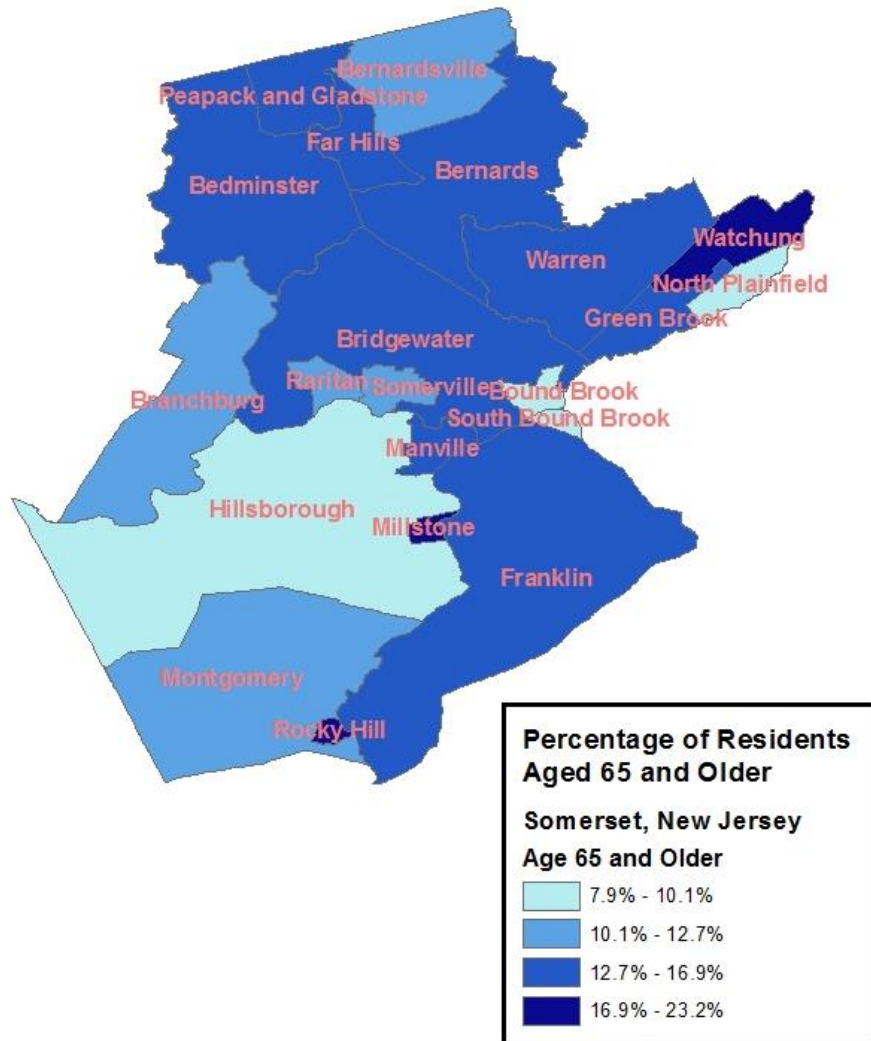 Bernardsville
Peapack and Gladstone
Far Hills
Bernards
Bedminster
Watchung
Warren
North Plainfield
Green Brook
Bridgewater
Raritan
Somerville
Bound Brook
Branchburg
South Bound Brook
Manville
Hillsborough
Millstone
Franklin
Montgomery
Rocky Hill
Percentage of Residents
Aged 65 and Older
Somerset, New Jersey
Age 65 and Older
7.9% - 10.1%
10.1% - 12.7%
12.7% - 16.9%
16.9% - 23.2%